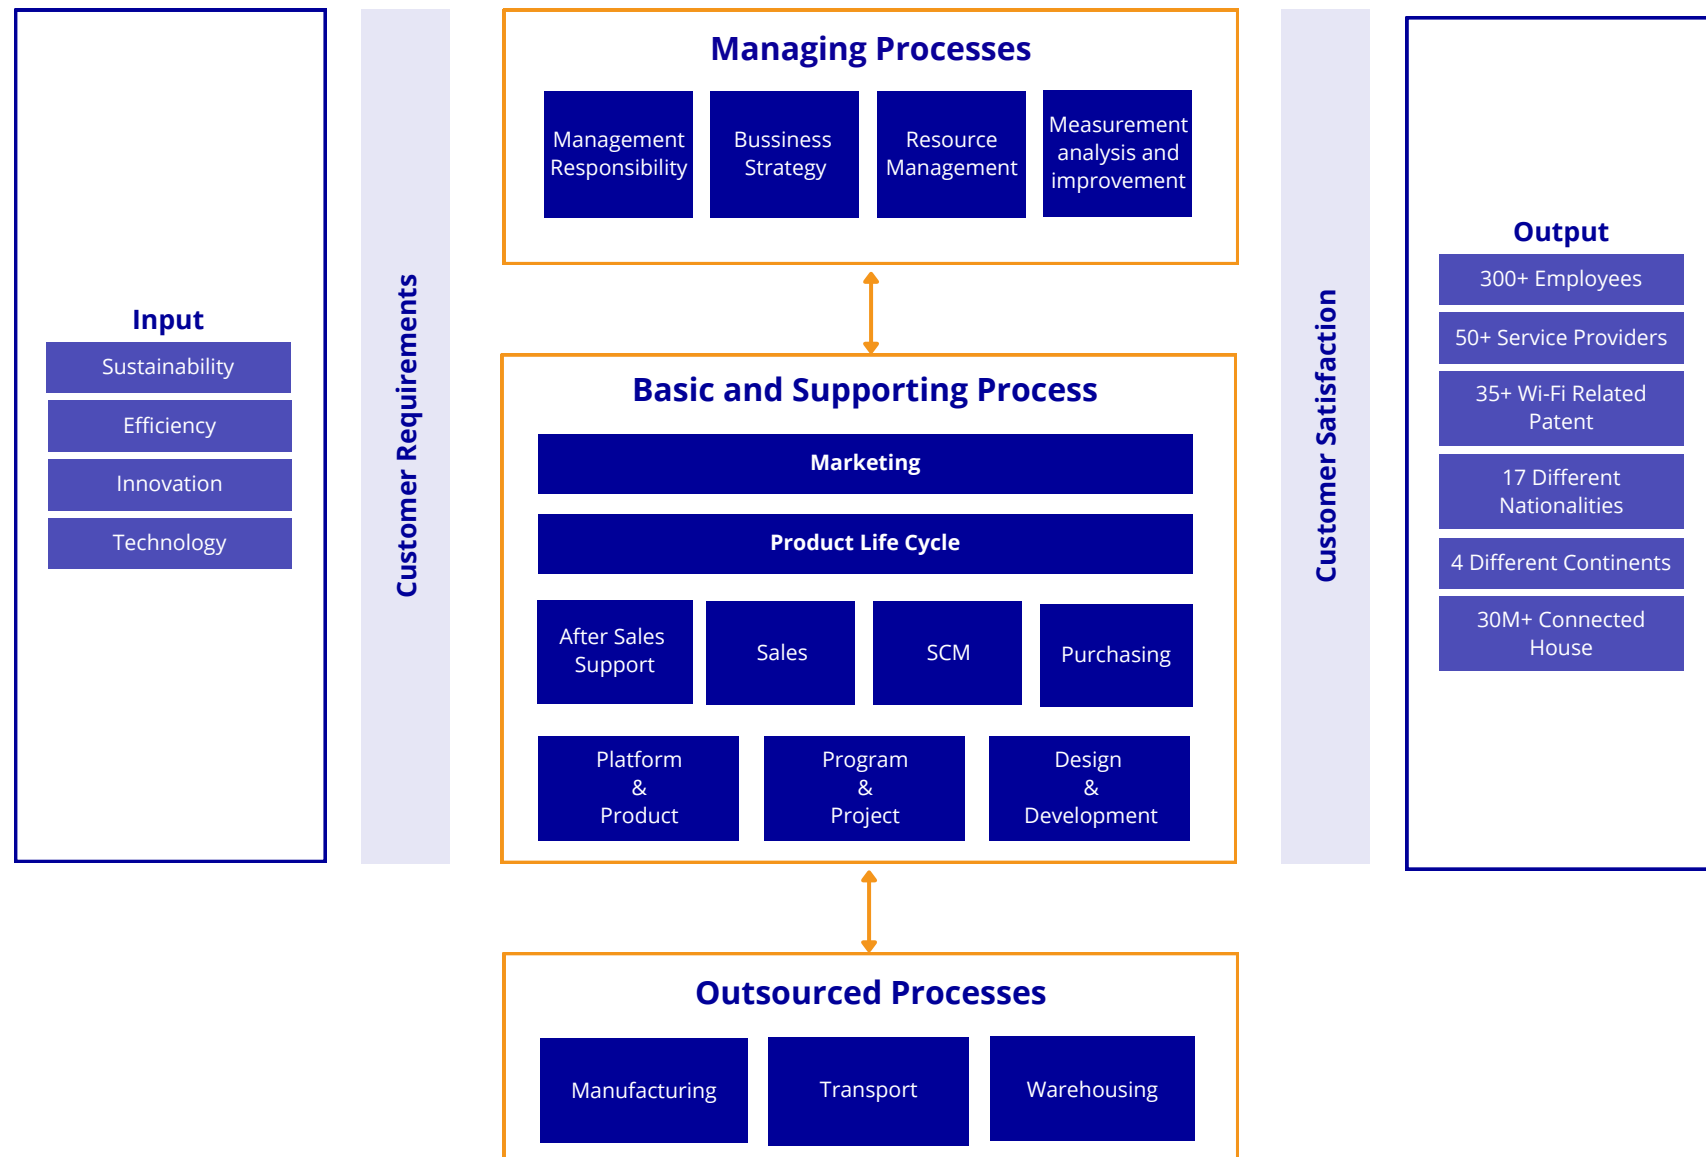 Input
Sustainability
Efficiency
Innovation
Technology
Customer Requirements
Managing Processes
Management
Responsibility
Bussiness
Strategy
Resource
Management
Measurement
analysis and
improvement
Basic and Supporting Process
Marketing
Product Life Cycle
After Sales
Support
Sales
SCM
Purchasing
Platform
&
Product
Program
&
Project
Design
&
Development
Outsourced Processes
Manufacturing
Transport
Warehousing
Customer Satisfaction
Output
300+ Employees
50+ Service Providers
35+ Wi-Fi Related
Patent
17 Different
Nationalities
4 Different Continents
30M+ Connected
House